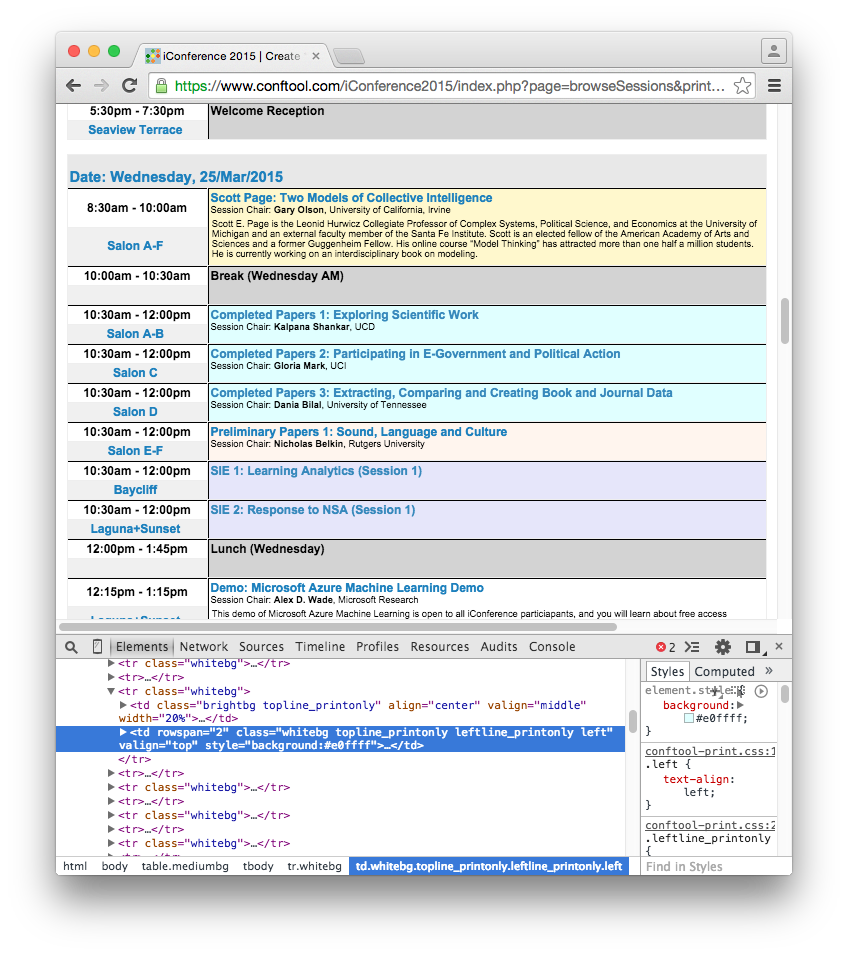 iConference 2015 | Create
https://www.conftool.com/iConference2015/index.php?page=browseSessions&print...
5:30pm - 7:30pm
Welcome Reception
Seaview Terrace
Date: Wednesday, 25/Mar/2015
8:30am - 10:00am
Scott Page: Two Models of Collective Intelligence
Session Chair: Gary Olson, University of California, Irvine
Salon A-F
Scott E. Page is the Leonid Hurwicz Collegiate Professor of Complex Systems, Political Science, and Economics at the University of
Michigan and an external faculty member of the Santa Fe Institute. Scott is an elected fellow of the American Academy of Arts and
Sciences and a former Guggenheim Fellow. His online course "Model Thinking" has attracted more than one half a million students.
He is currently working on an interdisciplinary book on modeling.
10:00am - 10:30am
Break (Wednesday AM)
10:30am - 12:00pm
Completed Papers 1: Exploring Scientific Work
Session Chair: Kalpana Shankar, UCD
Salon A-B
10:30am - 12:00pm
Completed Papers 2: Participating in E-Government and Political Action
Session Chair: Gloria Mark, UCI
Salon C
10:30am - 12:00pm
Completed Papers 3: Extracting, Comparing and Creating Book and Journal Data
Session Chair: Dania Bilal, University of Tennessee
Salon D
10:30am - 12:00pm
Preliminary Papers 1: Sound, Language and Culture
Session Chair: Nicholas Belkin, Rutgers University
Salon E-F
10:30am - 12:00pm
SIE 1: Learning Analytics (Session 1)
Baycliff
10:30am - 12:00pm
SIE 2: Response to NSA (Session 1)
Laguna+Sunset
12:00pm - 1:45pm
Lunch (Wednesday)
12:15pm - 1:15pm
Demo: Microsoft Azure Machine Learning Demo
Session Chair: Alex D. Wade, Microsoft Research
This demo of Microsoft Azure Machine Learning is open to all iConference particiapants, and you will learn about free access
Laguna+Sunset
Elements Network Sources Timeline Profiles Resources Audits Console 2
<tr class="whitebg">…</tr>
<tr>…</tr>
<tr class="whitebg">
<td class="brightbg topline_printonly" align="center" valign="middle"
width="20%">…</td>
<td rowspan="2" class="whitebg topline_printonly leftline_printonly left"
valign="top" style="background:#e0ffff">…</td>
</tr>
<tr>…</tr>
<tr class="whitebg">…</tr>
<tr>…</tr>
<tr class="whitebg">…</tr>
<tr>…</tr>
<tr class="whitebg">…</tr>
<tr>…</tr>
html body table.mediumbg tbody tr.whitebg td.whitebg.topline_printonly.leftline_printonly.left
Styles Computed »
element.style {
background:
#e0ffff;
}
conftool-print.css:1
.left {
text-align:
left;
}
conftool-print.css:2
.leftline_printonly
{
Find in Styles